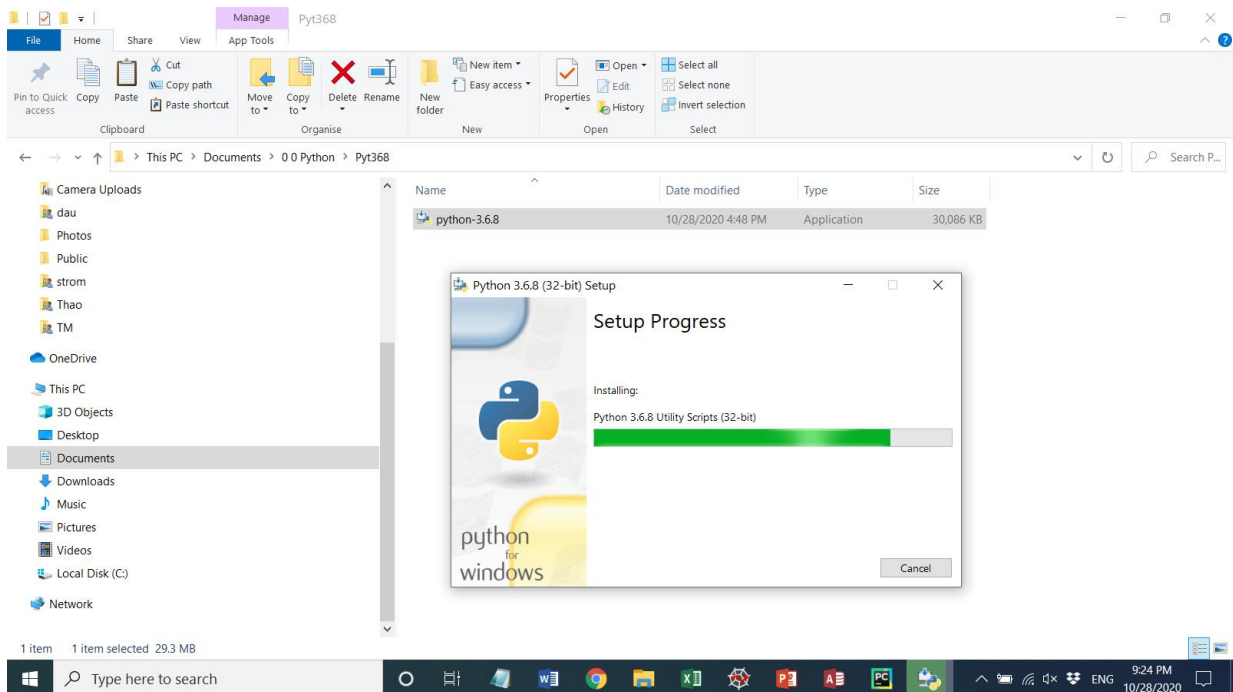 Manage Pyt368
File Home Share View App Tools
Pin to Quick access
Copy
Paste
Cut
Copy path
Paste shortcut
Clipboard
Move to
Copy to
Delete
Rename
Organise
New folder
New item
Easy access
New
Properties
Open
Edit
History
Open
Select all
Select none
Invert selection
Select
> This PC > Documents > 0 0 Python > Pyt368
Search P...
Camera Uploads
dau
Photos
Public
strom
Thao
TM
OneDrive
This PC
3D Objects
Desktop
Documents
Downloads
Music
Pictures
Videos
Local Disk (C:)
Network
Name Date modified Type Size
python-3.6.8 10/28/2020 4:48 PM Application 30,086 KB
Python 3.6.8 (32-bit) Setup
Setup Progress
Installing:
Python 3.6.8 Utility Scripts (32-bit)
python
for
windows
Cancel
1 item 1 item selected 29.3 MB
Type here to search
ENG
9:24 PM
10/28/2020